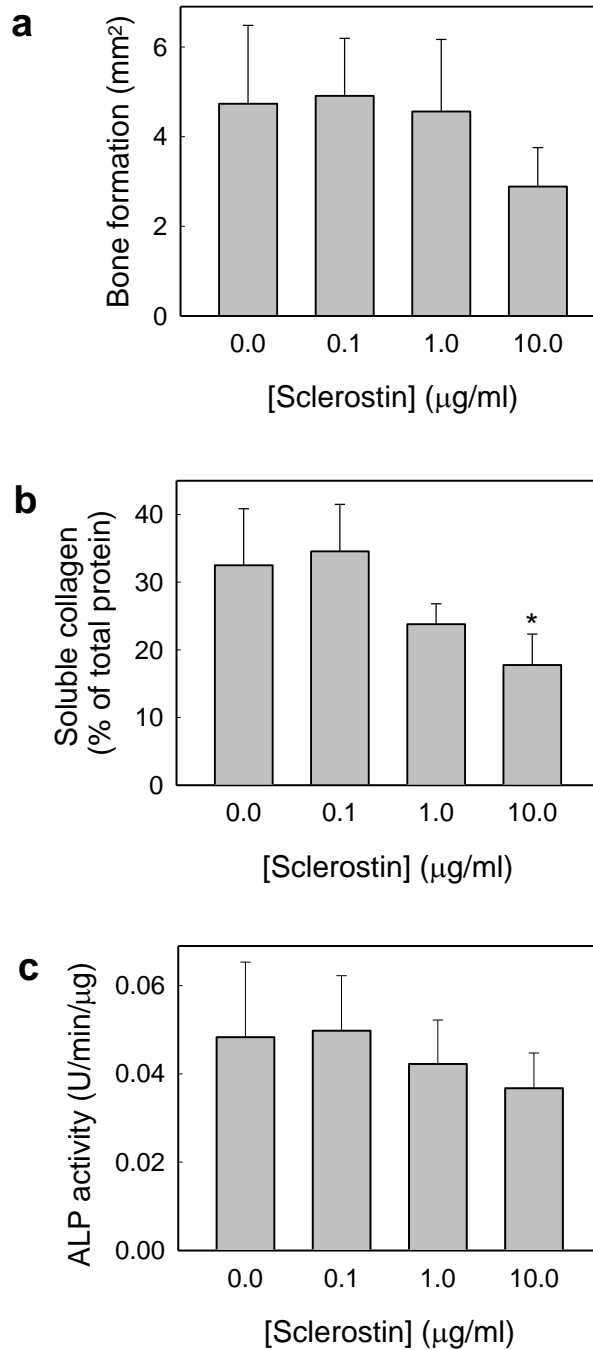 a
Bone formation (mm²)
6
4
2
0
0.0 0.1 1.0 10.0
[Sclerostin] (μg/ml)
b
Soluble collagen
(% of total protein)
40
30
20
10
0
*
0.0 0.1 1.0 10.0
[Sclerostin] (μg/ml)
c
ALP activity (U/min/μg)
0.06
0.04
0.02
0.00
0.0 0.1 1.0 10.0
[Sclerostin] (μg/ml)